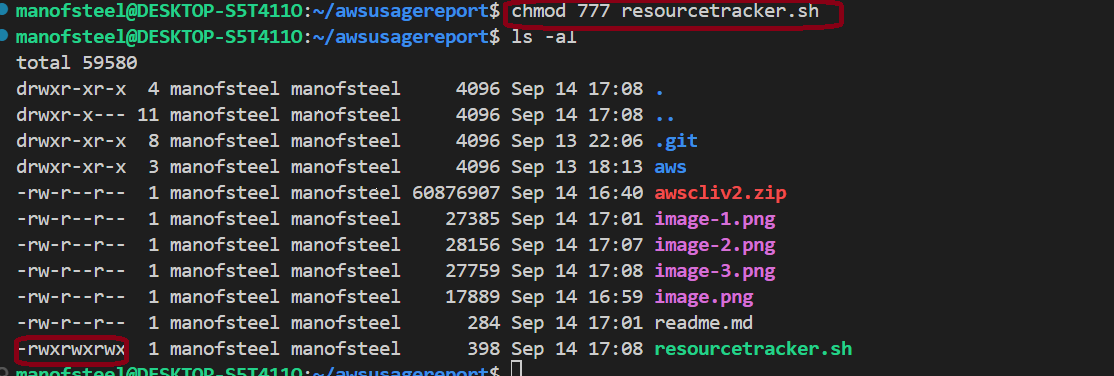 manofsteel@DESKTOP-S5T4110:~/awsusagereport$ chmod 777 resourcetracker.sh
manofsteel@DESKTOP-S5T4110:~/awsusagereport$ ls -al
total 59580
drwxr-xr-x 4 manofsteel manofsteel 4096 Sep 14 17:08 .
drwxr-x--- 11 manofsteel manofsteel 4096 Sep 14 17:08 ..
drwxr-xr-x 8 manofsteel manofsteel 4096 Sep 13 22:06 .git
drwxr-xr-x 3 manofsteel manofsteel 4096 Sep 13 18:13 aws
-rw-r--r-- 1 manofsteel manofsteel 60876907 Sep 14 16:40 awscliv2.zip
-rw-r--r-- 1 manofsteel manofsteel 27385 Sep 14 17:01 image-1.png
-rw-r--r-- 1 manofsteel manofsteel 28156 Sep 14 17:07 image-2.png
-rw-r--r-- 1 manofsteel manofsteel 27759 Sep 14 17:08 image-3.png
-rw-r--r-- 1 manofsteel manofsteel 17889 Sep 14 16:59 image.png
-rw-r--r-- 1 manofsteel manofsteel 284 Sep 14 17:01 readme.md
-rwxrwxrwx 1 manofsteel manofsteel 398 Sep 14 17:08 resourcetracker.sh
manofsteel@DESKTOP-S5T4110:~/awsusagereport$